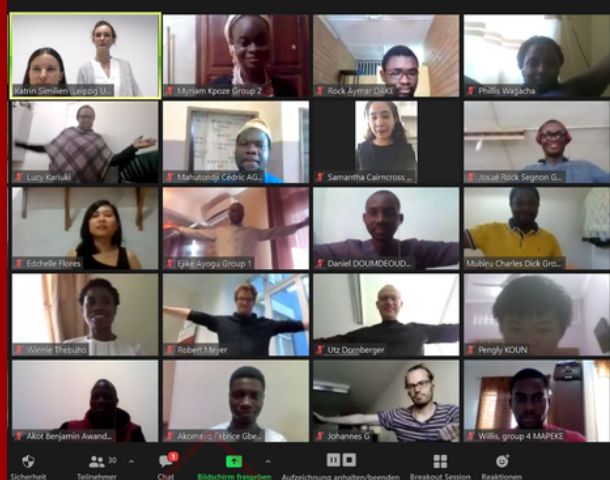 Katrin Similien (Leipzig U...
Myriam Kpoze Group 2
Rock Aymar DAKE
Phillis Wagacha
Lucy Kariuki
Mahutondji Cédric AG...
Samantha Cairncross ...
Josué Rock Segnon G...
Edchelle Flores
Ejike Ayogu Group 1
Daniel DOUMDEOUD...
Mubiru Charles Dick Gro...
Winnie Thebuho
Robert Meyer
Utz Dornberger
Pengly KOUN
Akot Benjamin Awand...
Akomavo Fabrice Gbe...
Johannes G
Willis, group 4 MAPEKE
30
1
Sicherheit
Teilnehmer
Chat
Bildschirm freigeben
Aufzeichnung anhalten/beenden
Breakout Session
Reaktionen